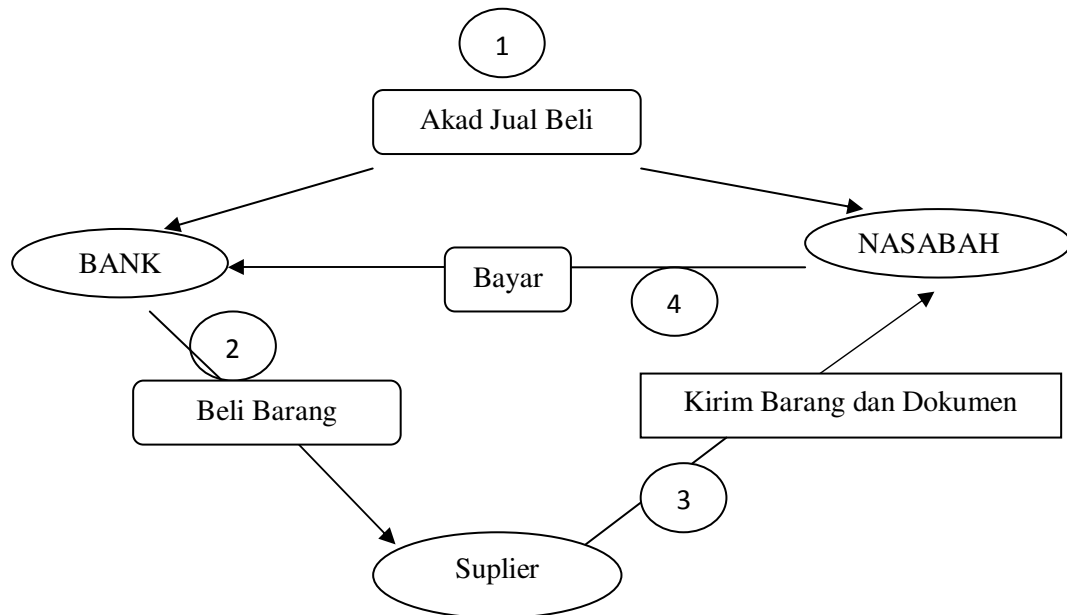 1
Akad Jual Beli
BANK
NASABAH
Bayar
4
2
Beli Barang
Kirim Barang dan Dokumen
3
Suplier